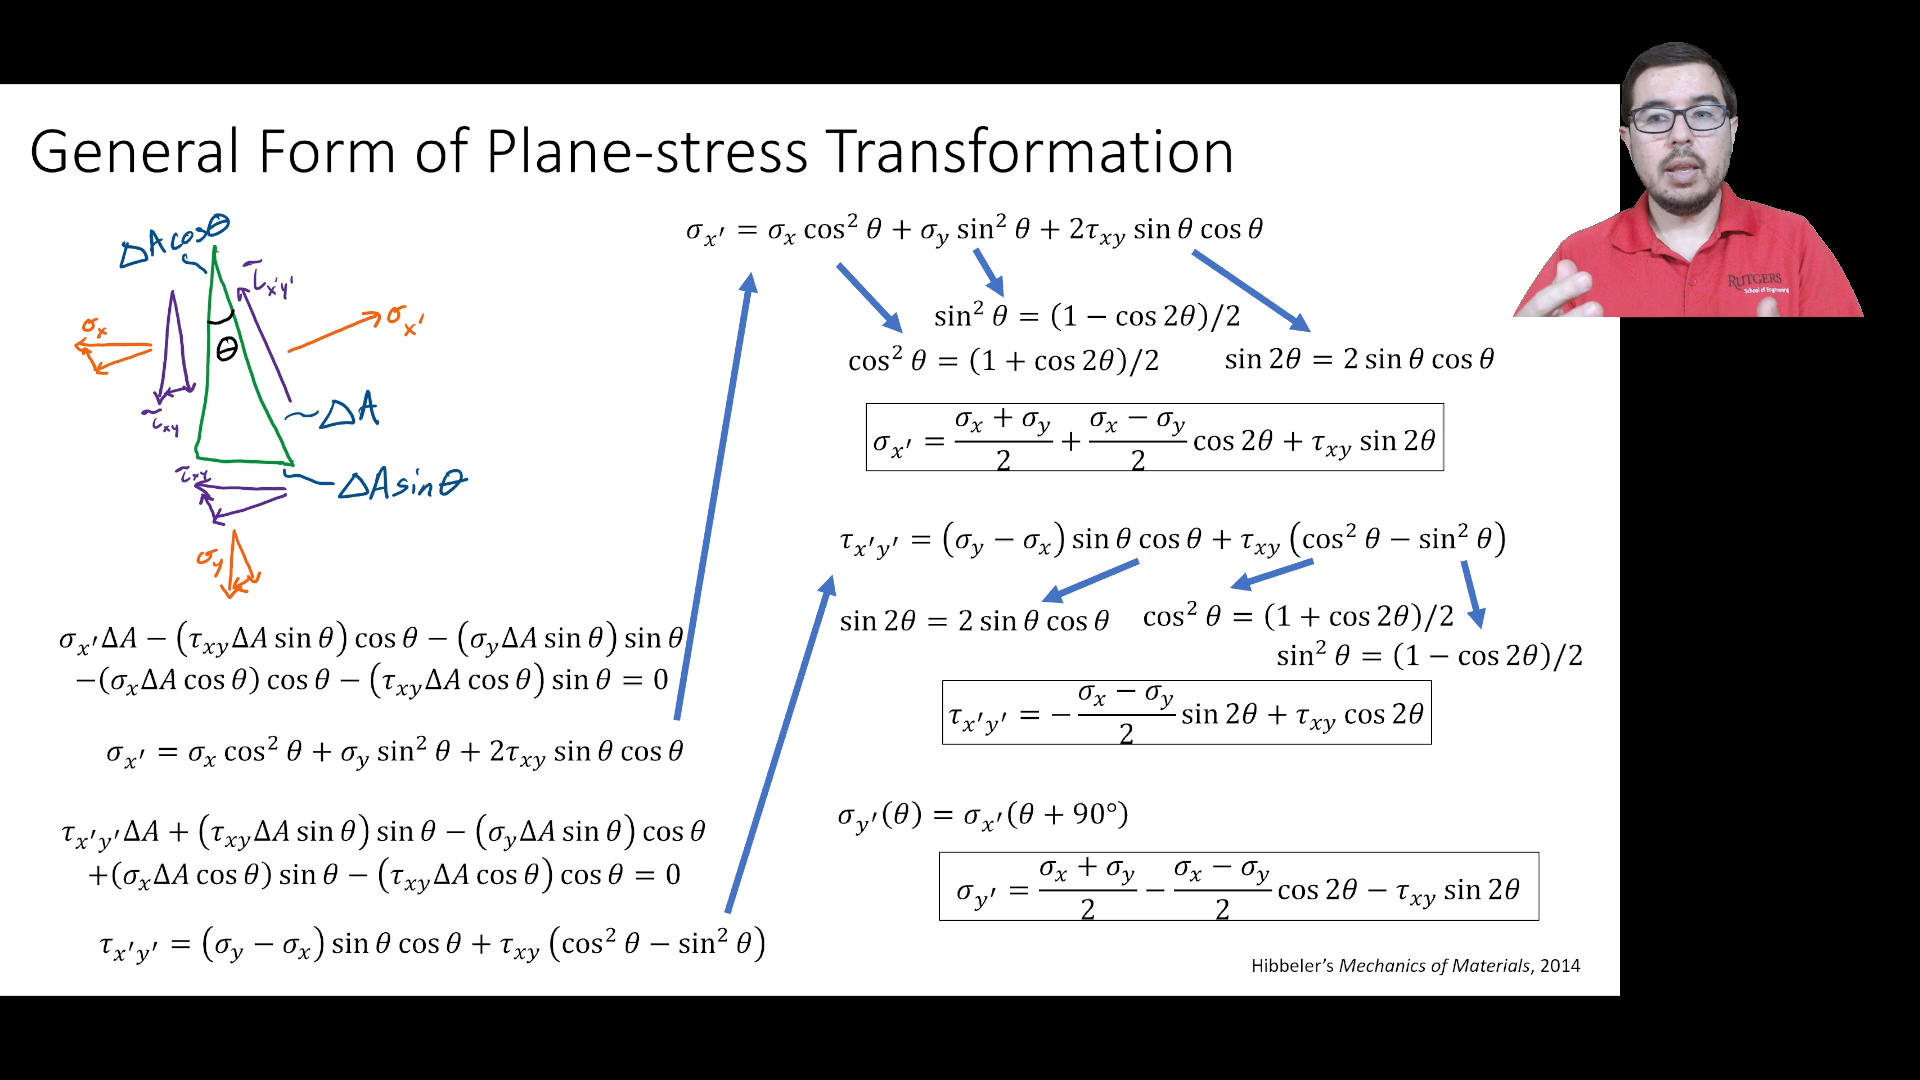 General Form of Plane-stress Transformation
RUTGERS
School of Engineering
ΔAcosθ
τx'y'
σx
σx'
θ
τxy
~ΔA
τxy
ΔAsinθ
σy
σx′ΔA − (τxyΔA sin θ) cos θ − (σyΔA sin θ) sin θ
−(σxΔA cos θ) cos θ − (τxyΔA cos θ) sin θ = 0
σx′ = σx cos² θ + σy sin² θ + 2τxy sin θ cos θ
τx′y′ΔA + (τxyΔA sin θ) sin θ − (σyΔA sin θ) cos θ
+(σxΔA cos θ) sin θ − (τxyΔA cos θ) cos θ = 0
τx′y′ = (σy − σx) sin θ cos θ + τxy (cos² θ − sin² θ)
σx′ = σx cos² θ + σy sin² θ + 2τxy sin θ cos θ
sin² θ = (1 − cos 2θ)/2
cos² θ = (1 + cos 2θ)/2 sin 2θ = 2 sin θ cos θ
σx′ = (σx + σy)/2 + (σx − σy)/2 cos 2θ + τxy sin 2θ
τx′y′ = (σy − σx) sin θ cos θ + τxy (cos² θ − sin² θ)
sin 2θ = 2 sin θ cos θ cos² θ = (1 + cos 2θ)/2
sin² θ = (1 − cos 2θ)/2
τx′y′ = −(σx − σy)/2 sin 2θ + τxy cos 2θ
σy′(θ) = σx′(θ + 90°)
σy′ = (σx + σy)/2 − (σx − σy)/2 cos 2θ − τxy sin 2θ
Hibbeler's Mechanics of Materials, 2014